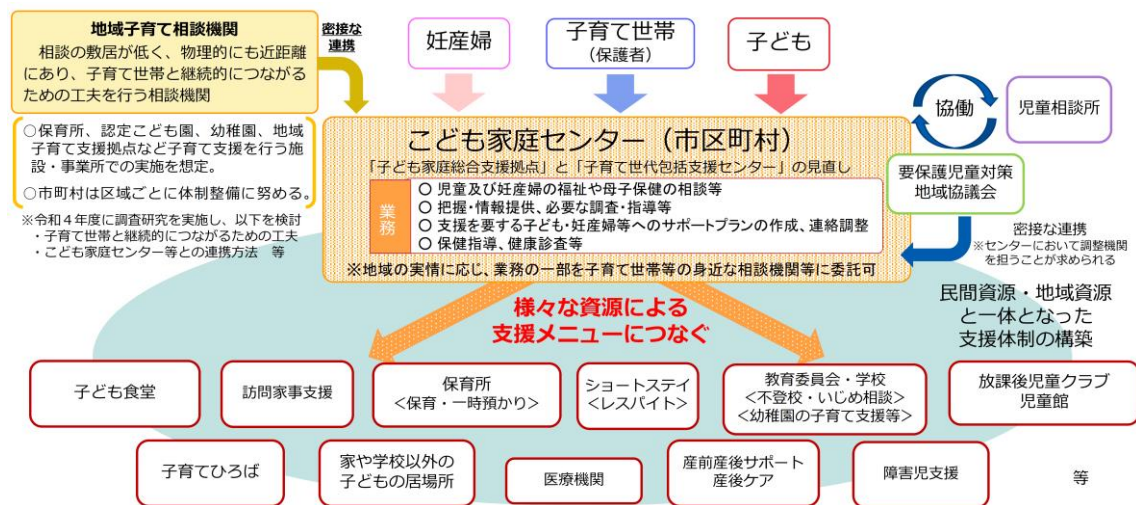 地域子育て相談機関
相談の敷居が低く、物理的にも近距離
にあり、子育て世帯と継続的につながる
ための工夫を行う相談機関
密接な
連携
妊産婦
子育て世帯
（保護者）
子ども
○保育所、認定こども園、幼稚園、地域
子育て支援拠点など子育て支援を行う施
設・事業所での実施を想定。
○市町村は区域ごとに体制整備に努める。
※令和４年度に調査研究を実施し、以下を検討
・子育て世帯と継続的につながるための工夫
・こども家庭センター等との連携方法　等
こども家庭センター（市区町村）
「子ども家庭総合支援拠点」と「子育て世代包括支援センター」の見直し
業務
○ 児童及び妊産婦の福祉や母子保健の相談等
○ 把握・情報提供、必要な調査・指導等
○ 支援を要する子ども・妊産婦等へのサポートプランの作成、連絡調整
○ 保健指導、健康診査等
※地域の実情に応じ、業務の一部を子育て世帯等の身近な相談機関等に委託可
協働
児童相談所
要保護児童対策
地域協議会
密接な連携
※センターにおいて調整機関
を担うことが求められる
様々な資源による
支援メニューにつなぐ
民間資源・地域資源
と一体となった
支援体制の構築
子ども食堂
訪問家事支援
保育所
<保育・一時預かり>
ショートステイ
<レスパイト>
教育委員会・学校
<不登校・いじめ相談>
<幼稚園の子育て支援等>
放課後児童クラブ
児童館
子育てひろば
家や学校以外の
子どもの居場所
医療機関
産前産後サポート
産後ケア
障害児支援
等